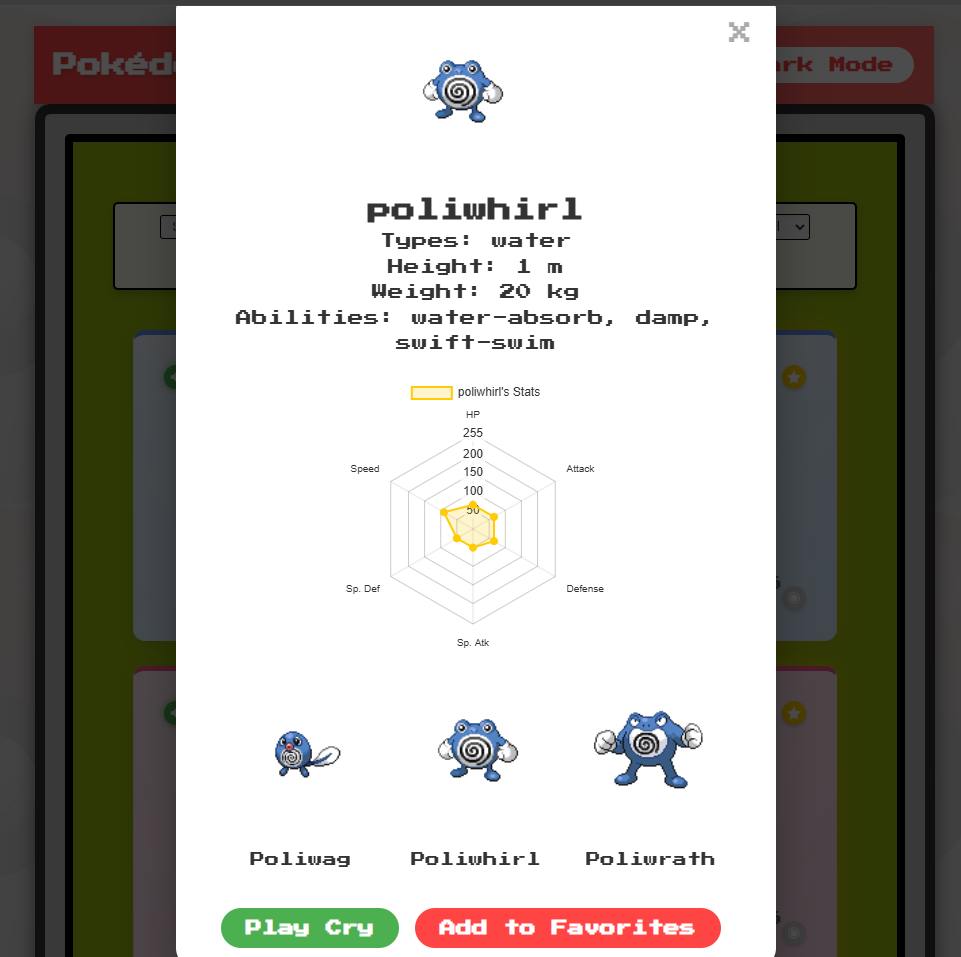 Pokéd
ark Mode
poliwhirl
Types: water
Height: 1 m
Weight: 20 kg
Abilities: water-absorb, damp,
swift-swim
poliwhirl's Stats
HP
255
200
150
100
50
Speed
Attack
Sp. Def
Defense
Sp. Atk
Poliwag
Poliwhirl
Poliwrath
Play Cry
Add to Favorites